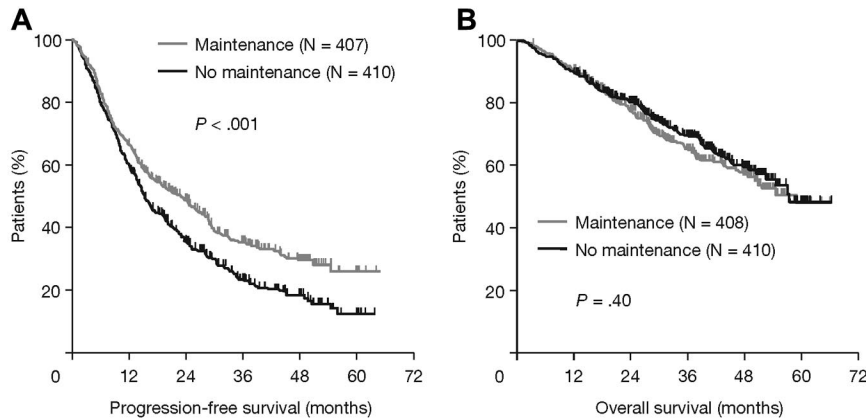 A
Patients (%)
100
80
60
40
20
0
12
24
36
48
60
72
Maintenance (N = 407)
No maintenance (N = 410)
P < .001
Progression-free survival (months)
B
Patients (%)
100
80
60
40
20
0
12
24
36
48
60
72
Maintenance (N = 408)
No maintenance (N = 410)
P = .40
Overall survival (months)